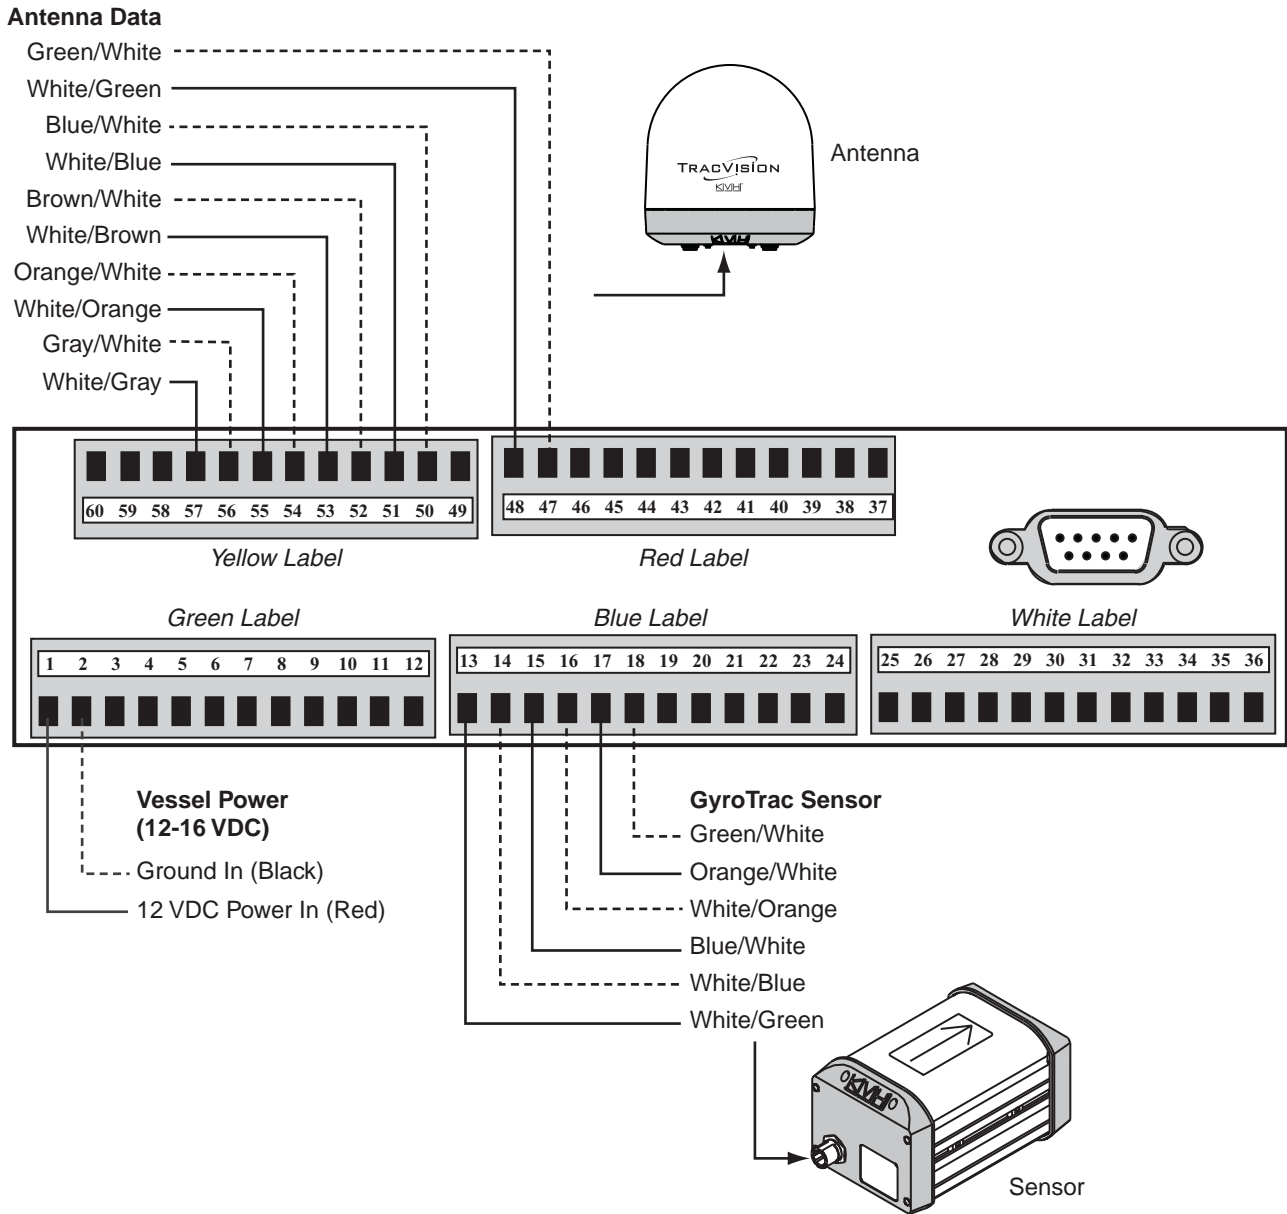 Antenna Data
Green/White
White/Green
Blue/White
White/Blue
Brown/White
White/Brown
Orange/White
White/Orange
Gray/White
White/Gray
TRACVISION
KVH
KVH
Antenna
60 59 58 57 56 55 54 53 52 51 50 49
48 47 46 45 44 43 42 41 40 39 38 37
Yellow Label
Red Label
Green Label
Blue Label
White Label
1 2 3 4 5 6 7 8 9 10 11 12
13 14 15 16 17 18 19 20 21 22 23 24
25 26 27 28 29 30 31 32 33 34 35 36
Vessel Power
(12-16 VDC)
Ground In (Black)
12 VDC Power In (Red)
GyroTrac Sensor
Green/White
Orange/White
White/Orange
Blue/White
White/Blue
White/Green
KVH
Sensor